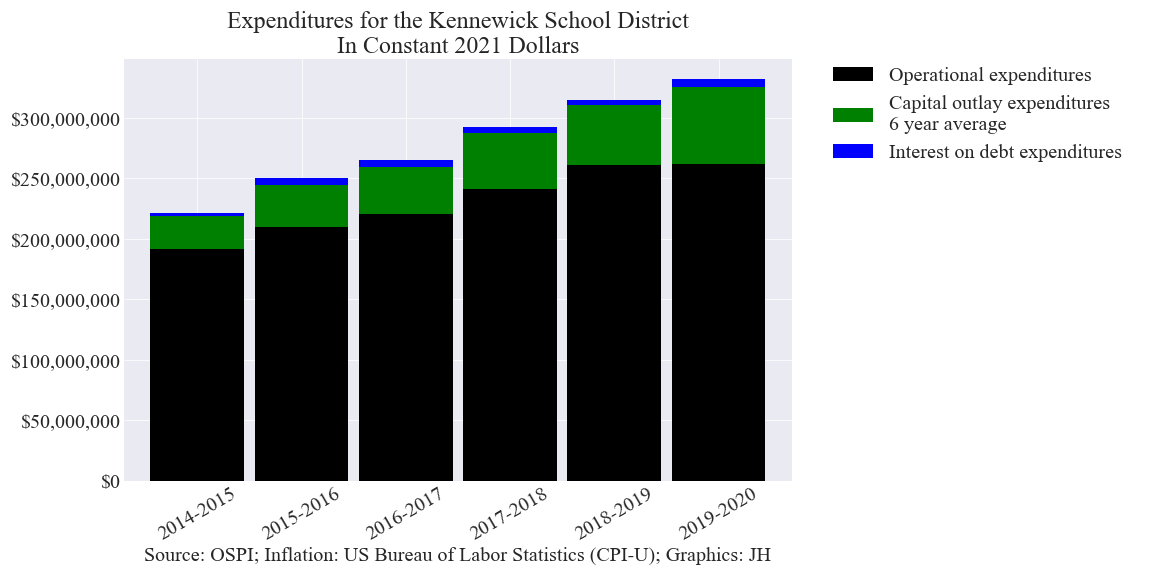 Expenditures for the Kennewick School District
In Constant 2021 Dollars
Operational expenditures
Capital outlay expenditures
6 year average
Interest on debt expenditures
$300,000,000
$250,000,000
$200,000,000
$150,000,000
$100,000,000
$50,000,000
$0
2014-2015
2015-2016
2016-2017
2017-2018
2018-2019
2019-2020
Source: OSPI; Inflation: US Bureau of Labor Statistics (CPI-U); Graphics: JH